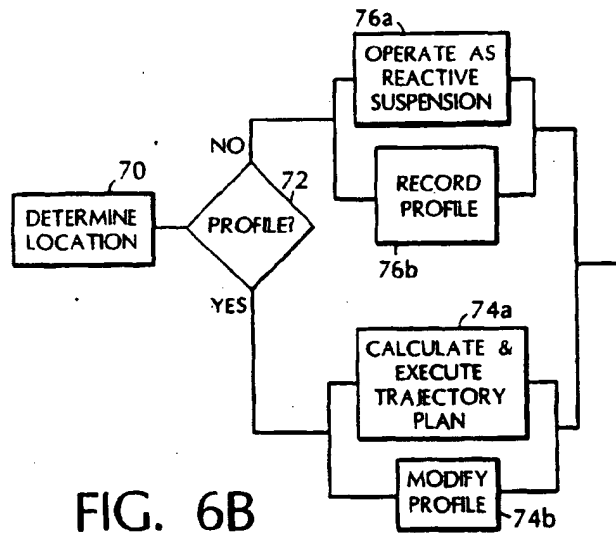 76a
OPERATE AS
REACTIVE
SUSPENSION
NO
70
72
DETERMINE
LOCATION
PROFILE?
RECORD
PROFILE
76b
YES
74a
CALCULATE &
EXECUTE
TRAJECTORY
PLAN
MODIFY
PROFILE
74b
FIG. 6B